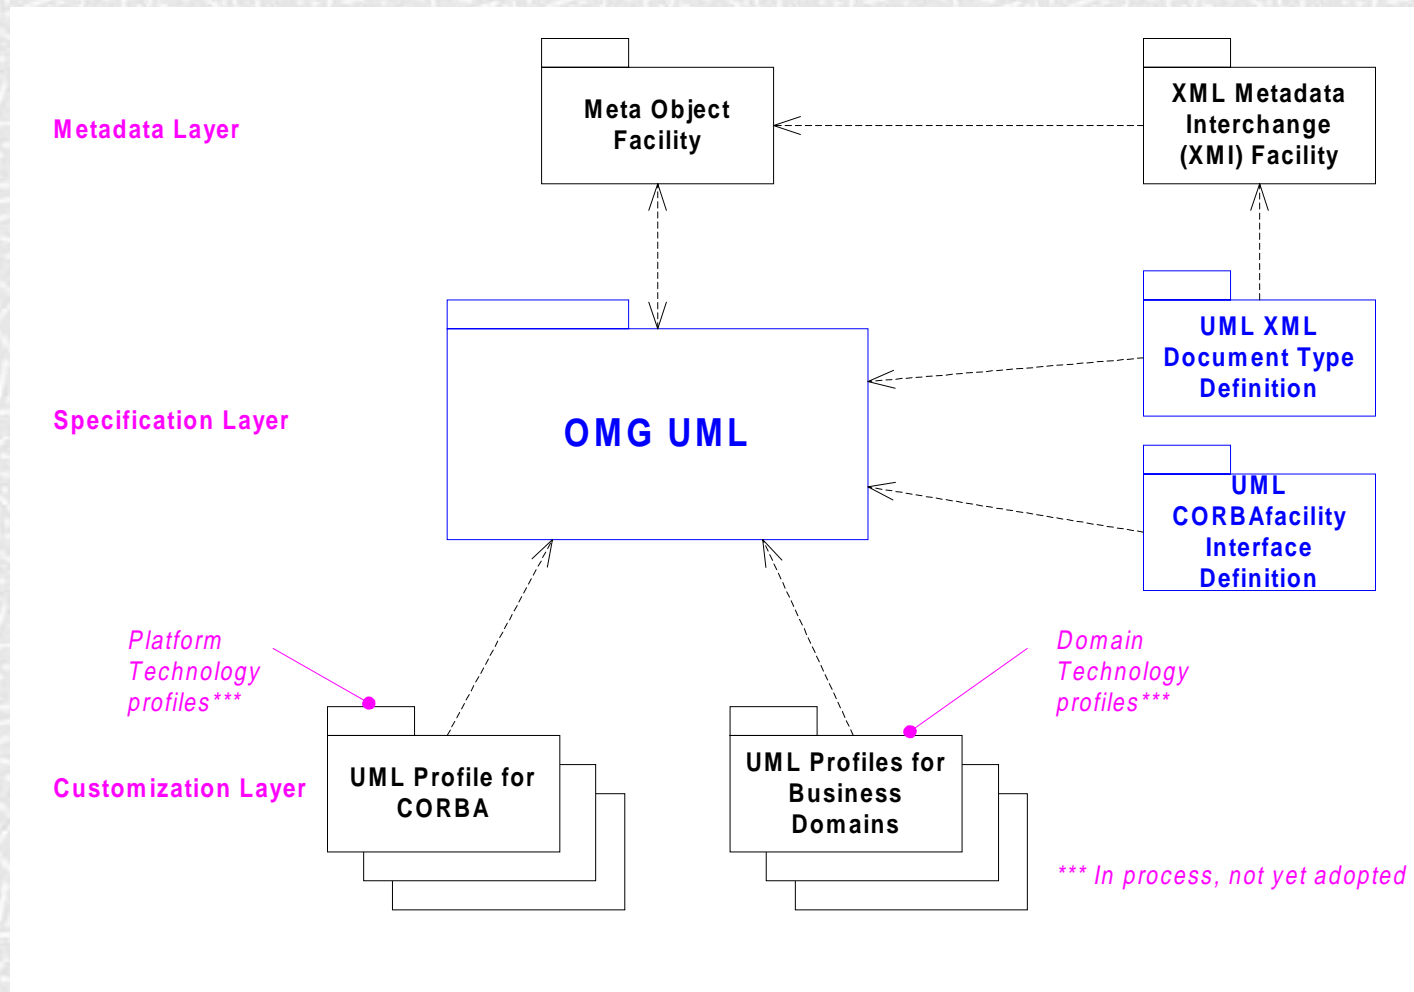 Metadata Layer
Meta Object
Facility
XML Metadata
Interchange
(XMI) Facility
Specification Layer
OMG UML
UML XML
Document Type
Definition
UML
CORBAfacility
Interface
Definition
Platform
Technology
profiles***
Domain
Technology
profiles***
Customization Layer
UML Profile for
CORBA
UML Profiles for
Business
Domains
*** In process, not yet adopted